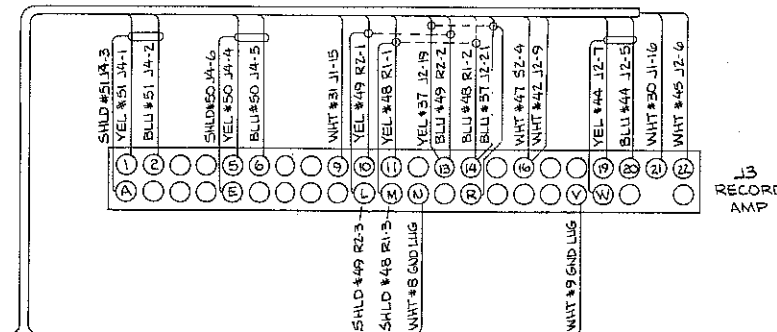 SHLD #51 J4-3
YEL #51 J4-1
BLU #51 J4-2
SHLD #50 J4-6
YEL #50 J4-4
BLU #50 J4-5
WHT #31 J1-15
YEL #49 R2-1
YEL #48 R1-1
YEL #37 J2-19
BLU #49 R2-2
BLU #48 R1-2
BLU #37 J2-21
WHT #47 S2-4
WHT #42 J2-9
YEL #44 J2-7
BLU #44 J2-5
WHT #30 J1-16
WHT #45 J2-6
1 2 5 6 9 10 11 13 14 16 19 20 21 22
A E L M N R V W
J3
RECORD
AMP
SHLD #49 R2-3
SHLD #48 R1-3
WHT #8 GND LUG
WHT #9 GND LUG